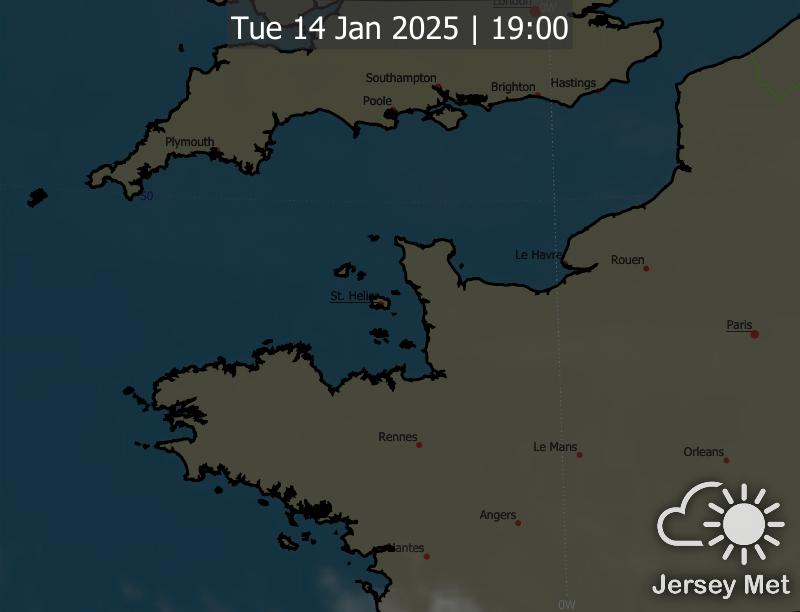 London
0W
Tue 14 Jan 2025 | 19:00
Southampton
Brighton
Hastings
Poole
Plymouth
50
Le Havre
Rouen
St. Helier
Paris
Rennes
Le Mans
Orleans
Angers
Nantes
Jersey Met
0W